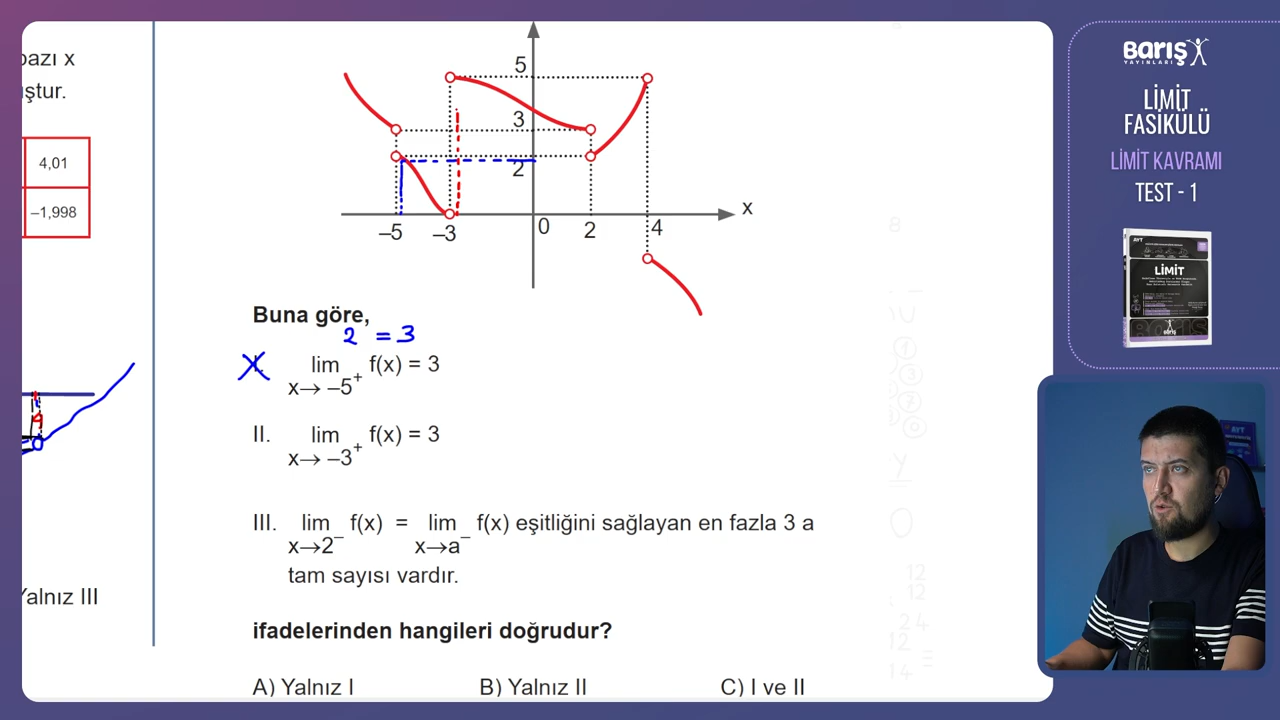 bazı x
ıştur.
4,01
–1,998
Yalnız III
5
3
2
x
–5
–3
0
2
4
Buna göre,
2 = 3
lim f(x) = 3
x→ –5⁺
II. lim f(x) = 3
x→ –3⁺
III. lim f(x) = lim f(x) eşitliğini sağlayan en fazla 3 a
x→2⁻ x→a⁻
tam sayısı vardır.
ifadelerinden hangileri doğrudur?
A) Yalnız I
B) Yalnız II
C) I ve II
BARIŞ
YAYINLARI
LİMİT
FASİKÜLÜ
LİMİT KAVRAMI
TEST - 1
AYT
LİMİT